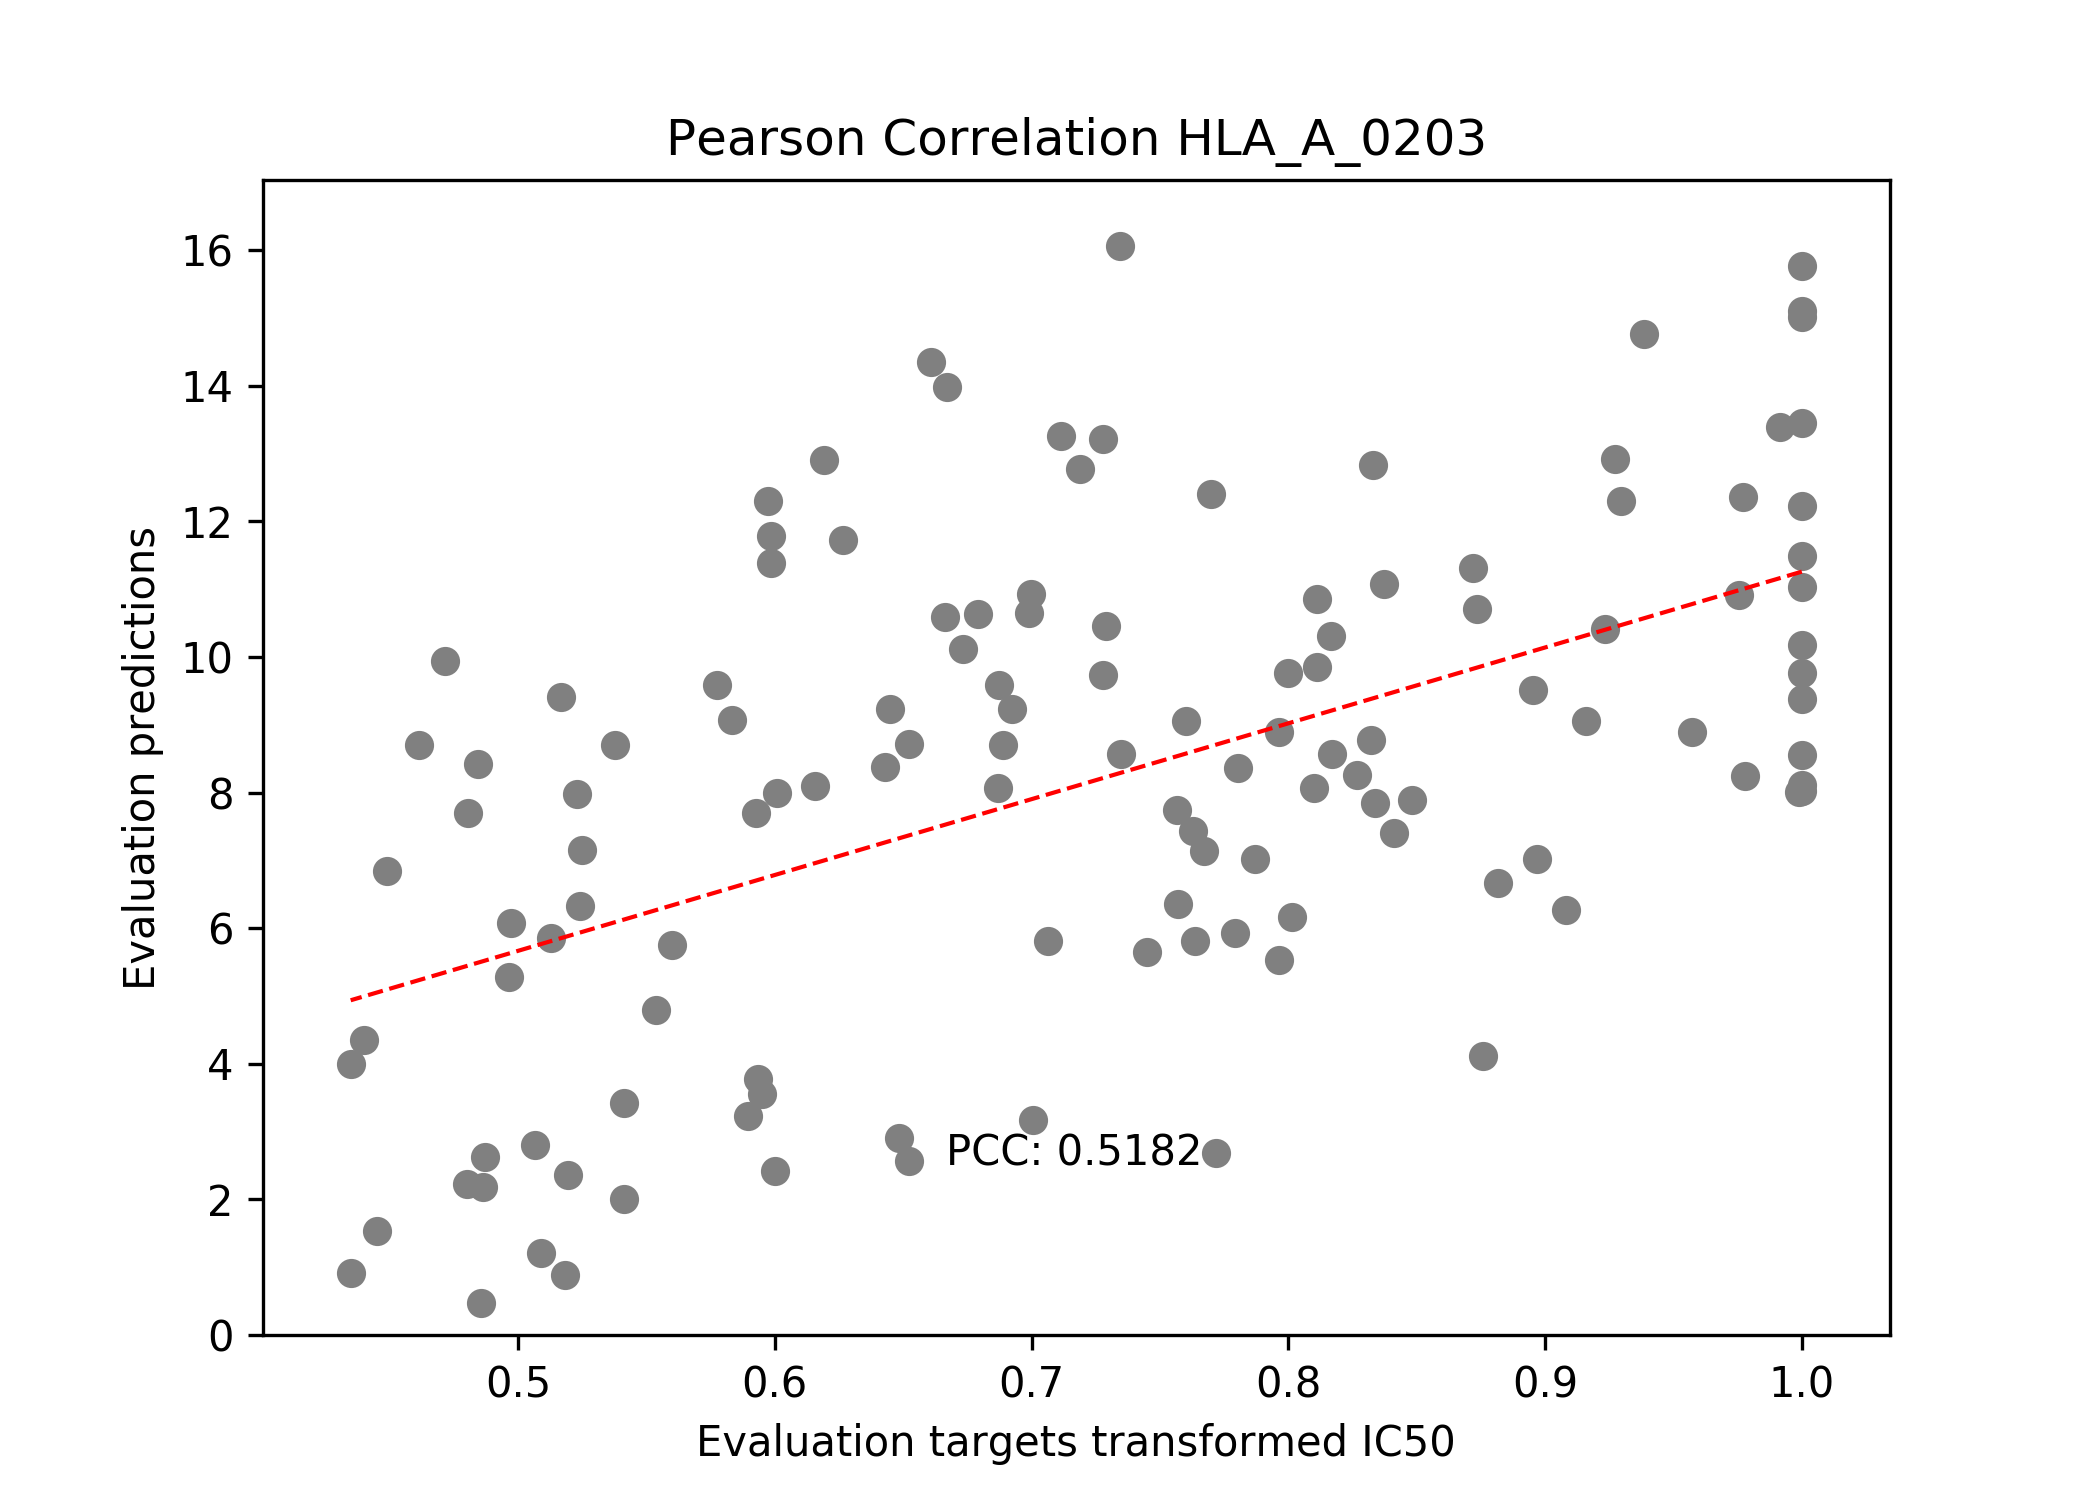 Pearson Correlation HLA_A_0203
16
14
12
10
8
6
4
2
0
Evaluation predictions
PCC: 0.5182
0.5 0.6 0.7 0.8 0.9 1.0
Evaluation targets transformed IC50